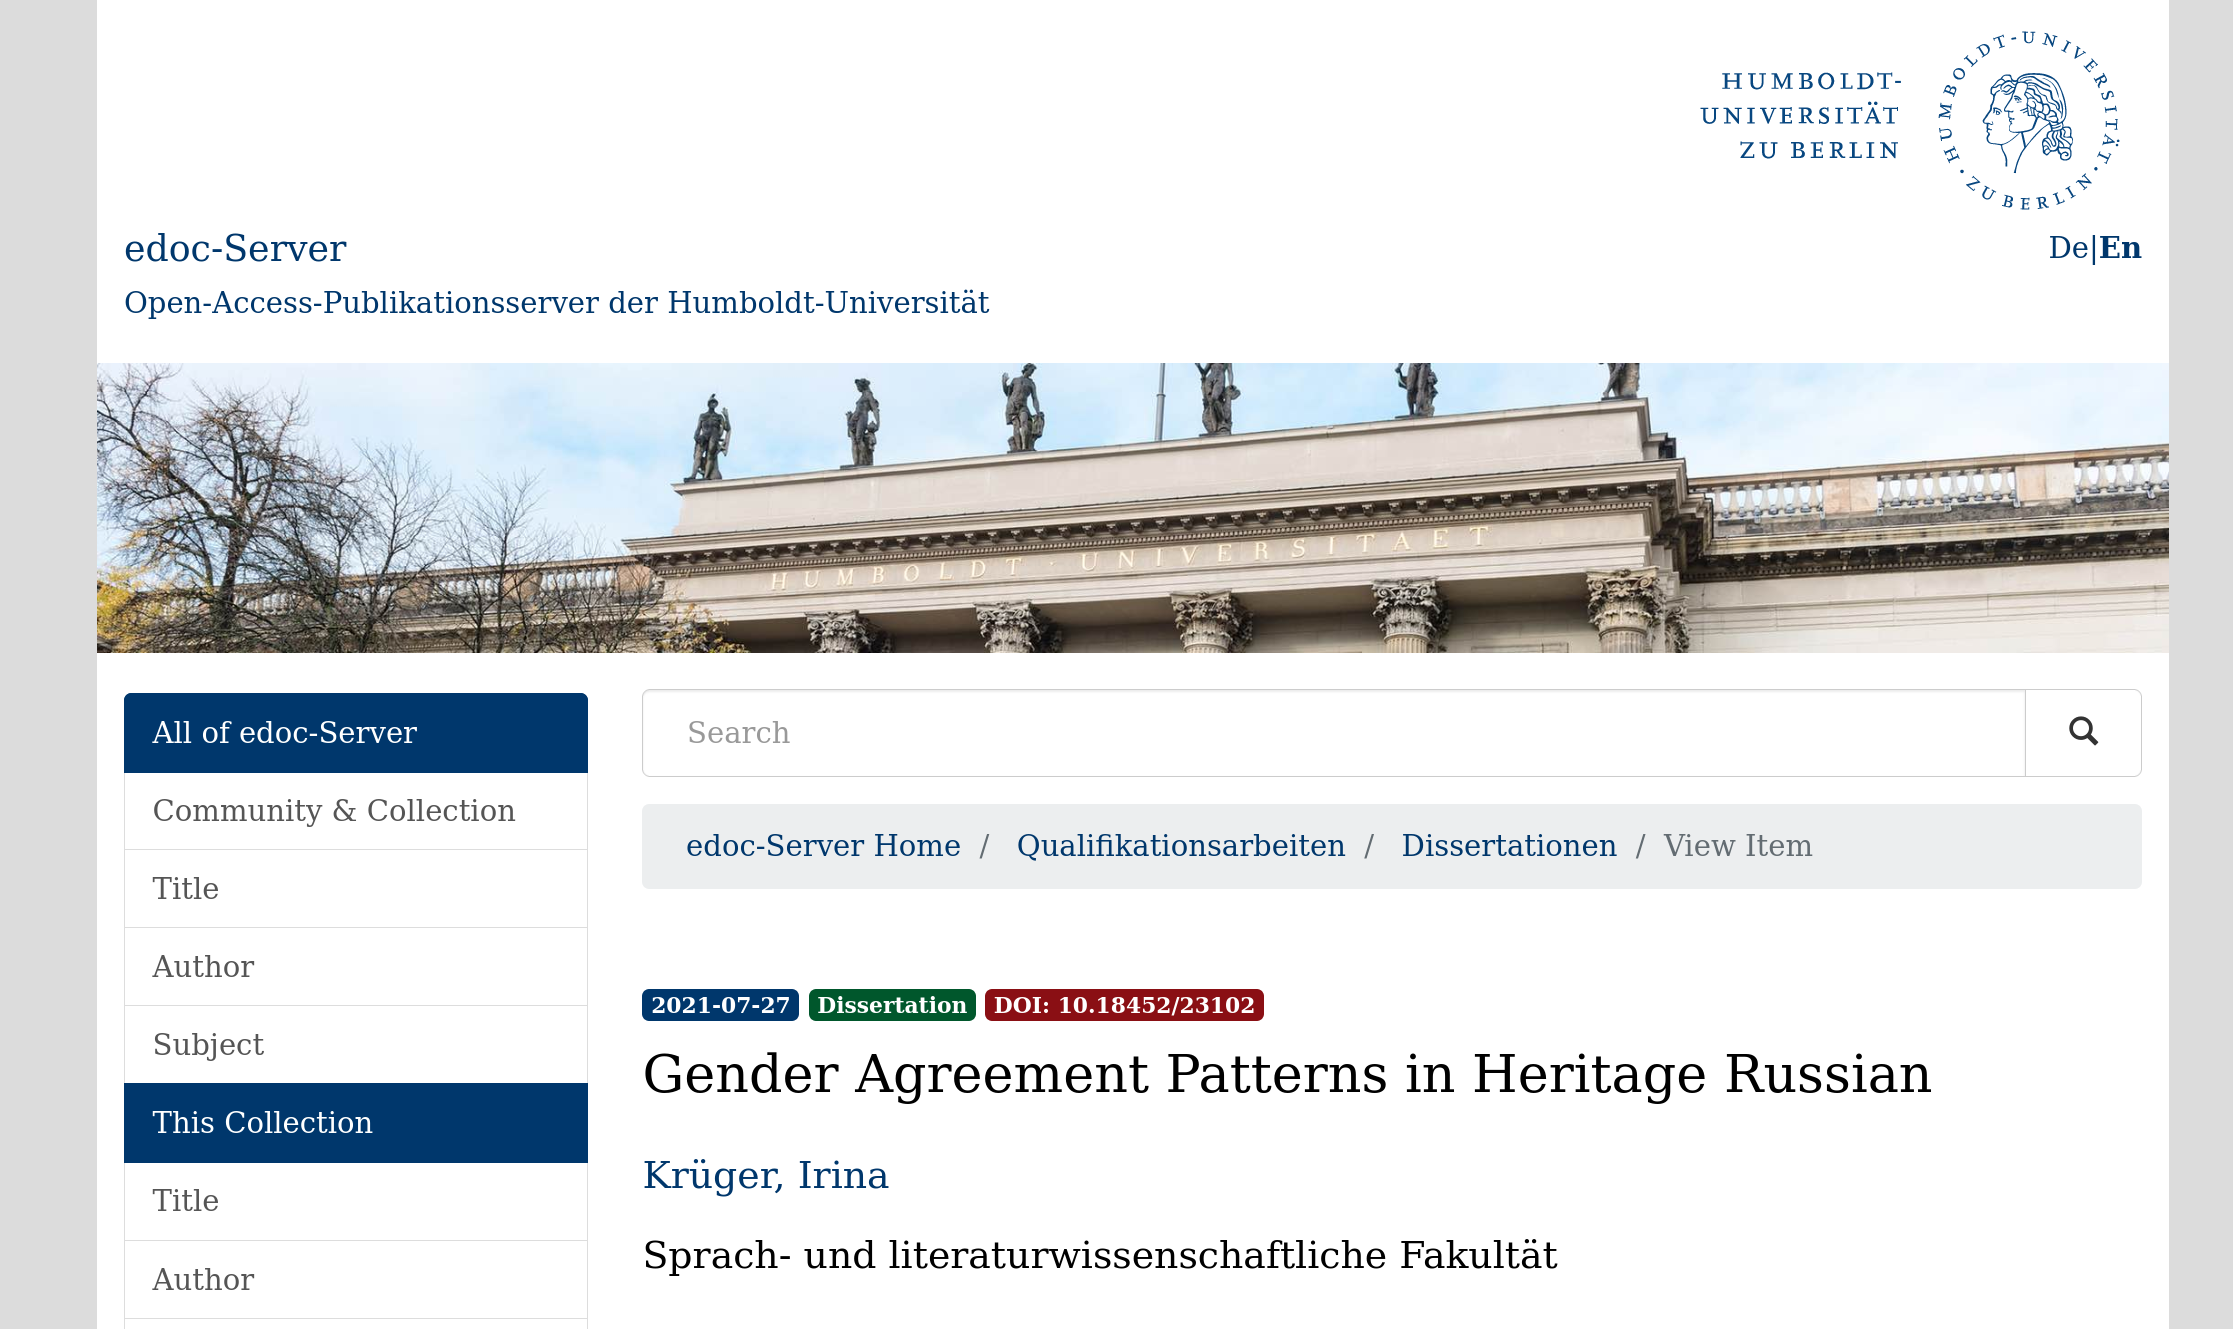 HUMBOLDT-
UNIVERSITÄT
ZU BERLIN
HUMBOLDT-UNIVERSITÄT · ZU BERLIN ·
edoc-Server
De|En
Open-Access-Publikationsserver der Humboldt-Universität
HUMBOLDT · UNIVERSITAET
All of edoc-Server
Community & Collection
Title
Author
Subject
This Collection
Title
Author
Search
edoc-Server Home / Qualifikationsarbeiten / Dissertationen / View Item
2021-07-27 Dissertation DOI: 10.18452/23102
Gender Agreement Patterns in Heritage Russian
Krüger, Irina
Sprach- und literaturwissenschaftliche Fakultät